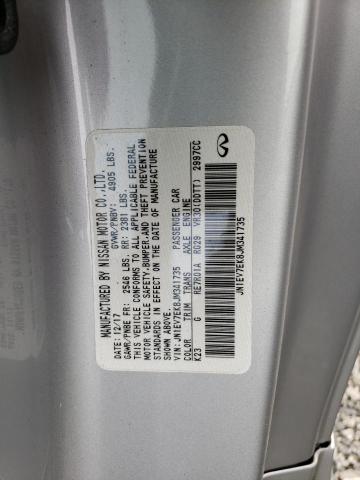 MANUFACTURED BY NISSAN MOTOR CO.,LTD.
DATE: 12/17 GVWR/PNBV: 4905 LBS.
GAWR/PNBE FR: 2546 LBS. RR: 2381 LBS.
THIS VEHICLE CONFORMS TO ALL APPLICABLE FEDERAL
MOTOR VEHICLE SAFETY,BUMPER,AND THEFT PREVENTION
STANDARDS IN EFFECT ON THE DATE OF MANUFACTURE
SHOWN ABOVE.
VIN: JN1EV7EK8JM341735 PASSENGER CAR
COLOR TRIM TRANS AXLE ENGINE
K23 G RE7R01A RD29 VR30(DDTT) 2997CC
JN1EV7EK8JM341735